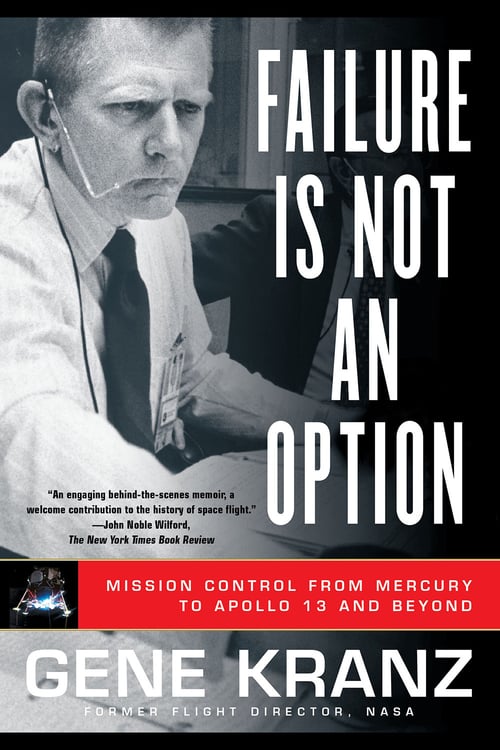 FAILURE
IS NOT
AN
OPTION
“An engaging behind-the-scenes memoir, a
welcome contribution to the history of space flight.”
—John Noble Wilford,
The New York Times Book Review
MISSION CONTROL FROM MERCURY
TO APOLLO 13 AND BEYOND
GENE KRANZ
FORMER FLIGHT DIRECTOR, NASA